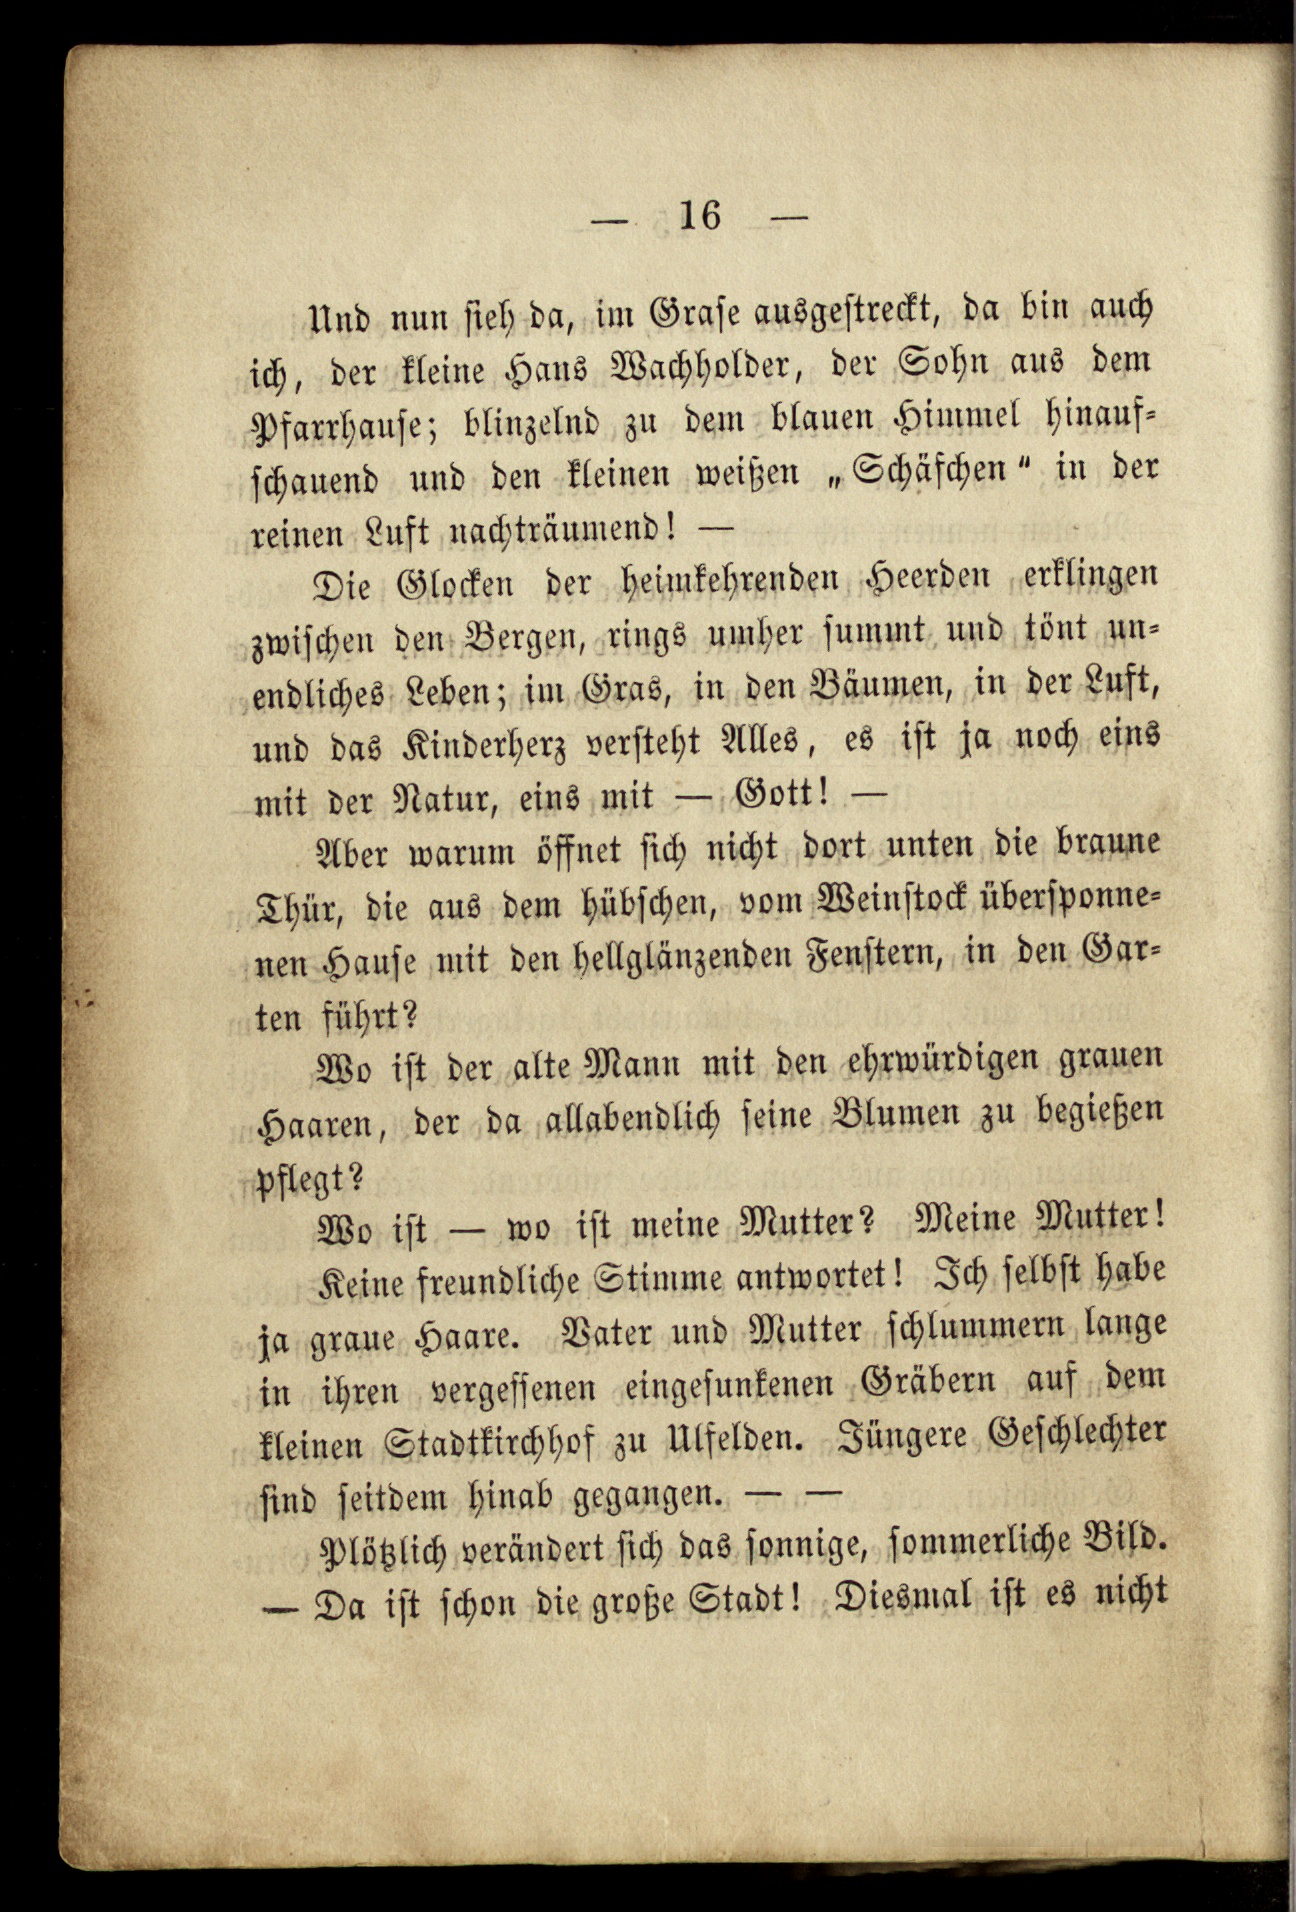 — 16 —
Und nun sieh da, im Grase ausgestreckt, da bin auch
ich, der kleine Hans Wachholder, der Sohn aus dem
Pfarrhause; blinzelnd zu dem blauen Himmel hinauf-
schauend und den kleinen weißen „Schäfchen“ in der
reinen Luft nachträumend! —
Die Glocken der heimkehrenden Heerden erklingen
zwischen den Bergen, rings umher summt und tönt un-
endliches Leben; im Gras, in den Bäumen, in der Luft,
und das Kinderherz versteht Alles, es ist ja noch eins
mit der Natur, eins mit — Gott! —
Aber warum öffnet sich nicht dort unten die braune
Thür, die aus dem hübschen, vom Weinstock übersponne-
nen Hause mit den hellglänzenden Fenstern, in den Gar-
ten führt?
Wo ist der alte Mann mit den ehrwürdigen grauen
Haaren, der da allabendlich seine Blumen zu begießen
pflegt?
Wo ist — wo ist meine Mutter? Meine Mutter!
Keine freundliche Stimme antwortet! Ich selbst habe
ja graue Haare. Vater und Mutter schlummern lange
in ihren vergessenen eingesunkenen Gräbern auf dem
kleinen Stadtkirchhof zu Ulfelden. Jüngere Geschlechter
sind seitdem hinab gegangen. — —
Plötzlich verändert sich das sonnige, sommerliche Bild.
— Da ist schon die große Stadt! Diesmal ist es nicht